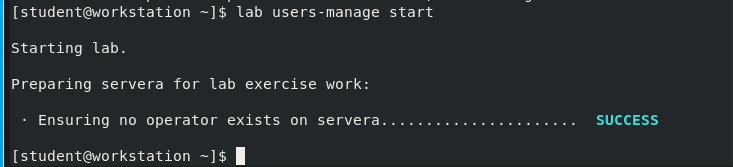 [student@workstation ~]$ lab users-manage start
Starting lab.
Preparing servera for lab exercise work:
· Ensuring no operator exists on servera...................... SUCCESS
[student@workstation ~]$